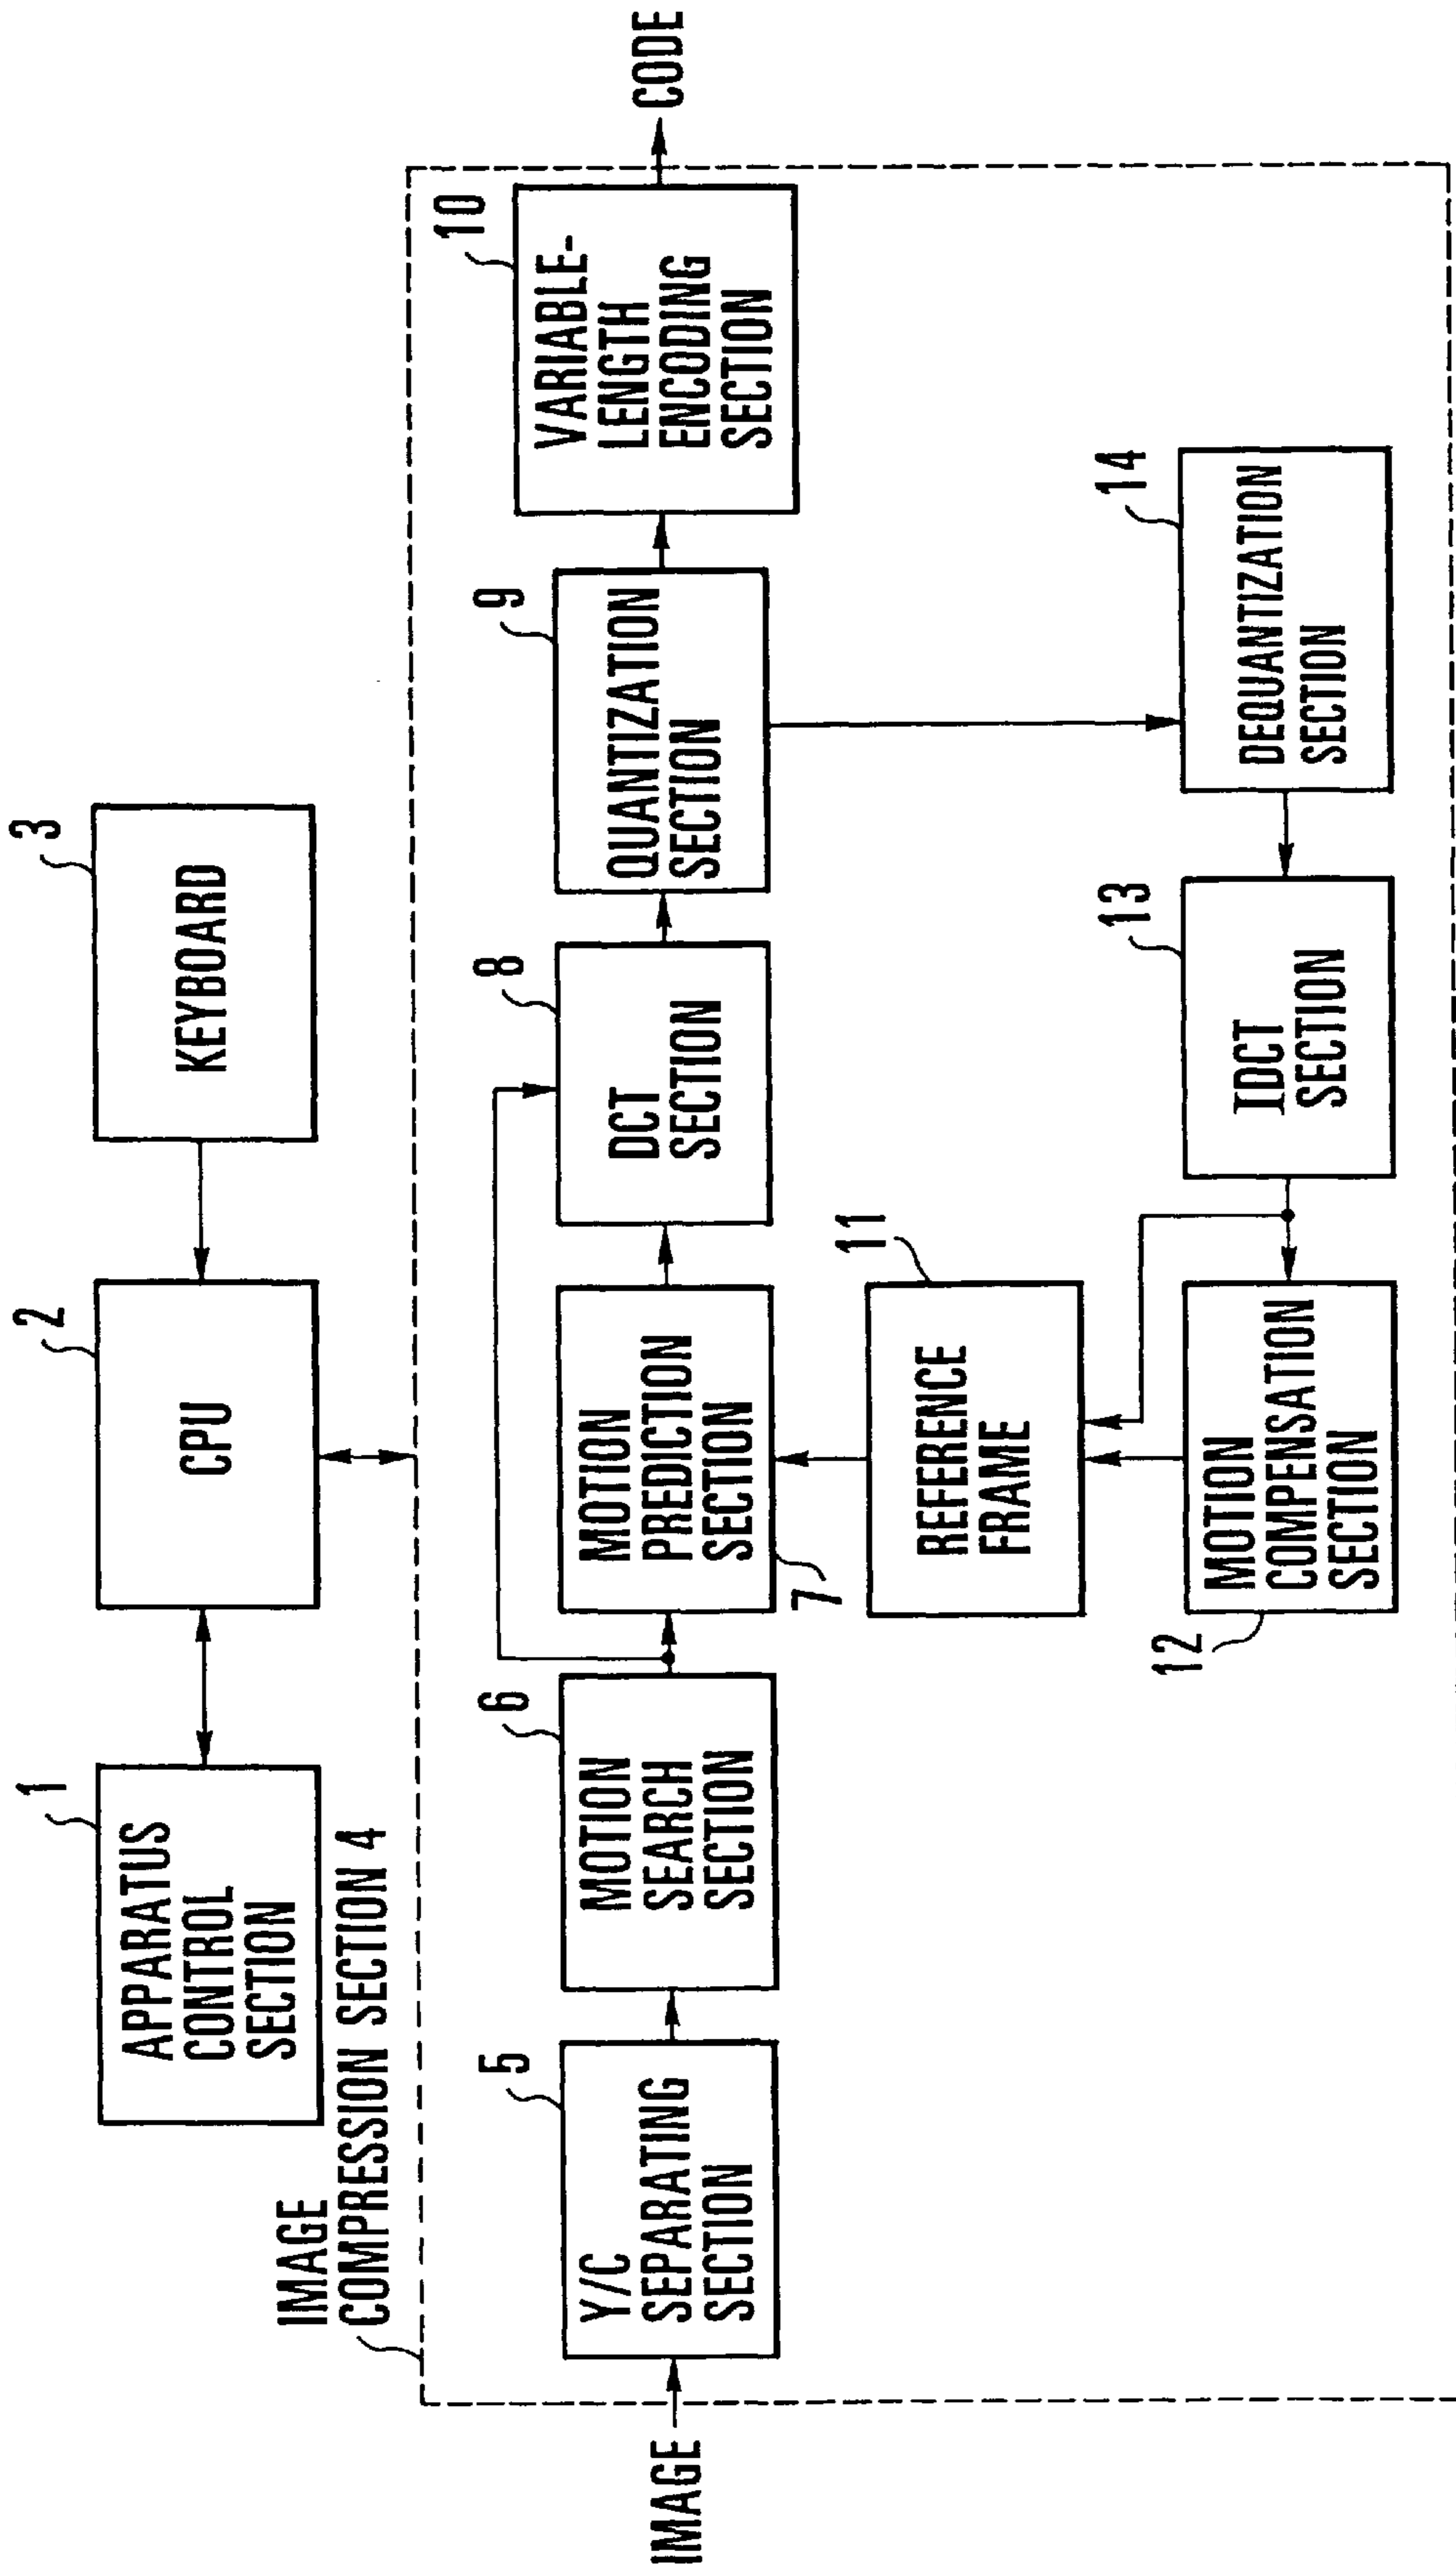 1
APPARATUS
CONTROL
SECTION
2
CPU
3
KEYBOARD
IMAGE
COMPRESSION SECTION 4
IMAGE
5
Y/C
SEPARATING
SECTION
6
MOTION
SEARCH
SECTION
7
MOTION
PREDICTION
SECTION
8
DCT
SECTION
9
QUANTIZATION
SECTION
10
VARIABLE-
LENGTH
ENCODING
SECTION
CODE
11
REFERENCE
FRAME
12
MOTION
COMPENSATION
SECTION
13
IDCT
SECTION
14
DEQUANTIZATION
SECTION